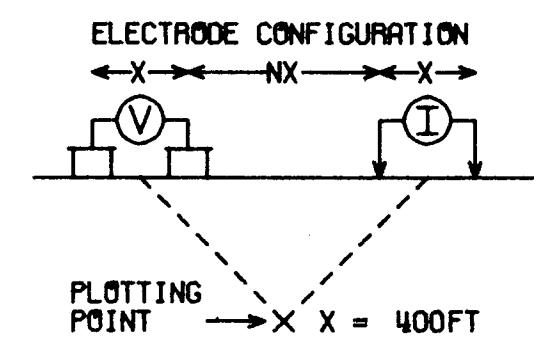 ELECTRODE CONFIGURATION
X NX X
V I
PLOTTING
POINT X X = 400FT